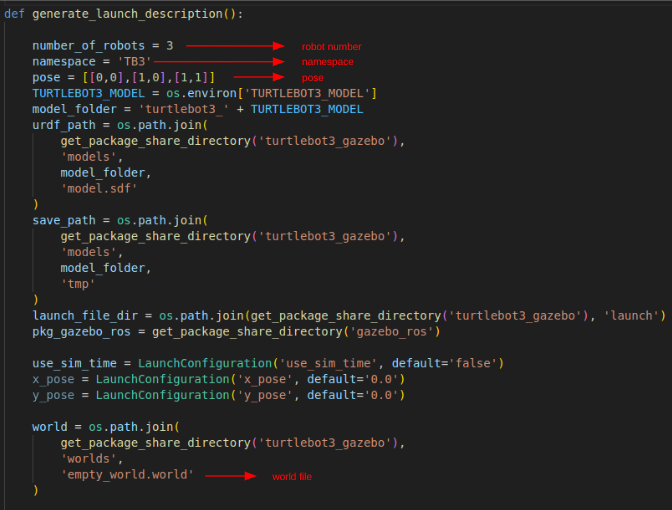 def generate_launch_description():
number_of_robots = 3 robot number
namespace = 'TB3' namespace
pose = [[0,0],[1,0],[1,1]] pose
TURTLEBOT3_MODEL = os.environ['TURTLEBOT3_MODEL']
model_folder = 'turtlebot3_' + TURTLEBOT3_MODEL
urdf_path = os.path.join(
get_package_share_directory('turtlebot3_gazebo'),
'models',
model_folder,
'model.sdf'
)
save_path = os.path.join(
get_package_share_directory('turtlebot3_gazebo'),
'models',
model_folder,
'tmp'
)
launch_file_dir = os.path.join(get_package_share_directory('turtlebot3_gazebo'), 'launch')
pkg_gazebo_ros = get_package_share_directory('gazebo_ros')
use_sim_time = LaunchConfiguration('use_sim_time', default='false')
x_pose = LaunchConfiguration('x_pose', default='0.0')
y_pose = LaunchConfiguration('y_pose', default='0.0')
world = os.path.join(
get_package_share_directory('turtlebot3_gazebo'),
'worlds',
'empty_world.world' world file
)